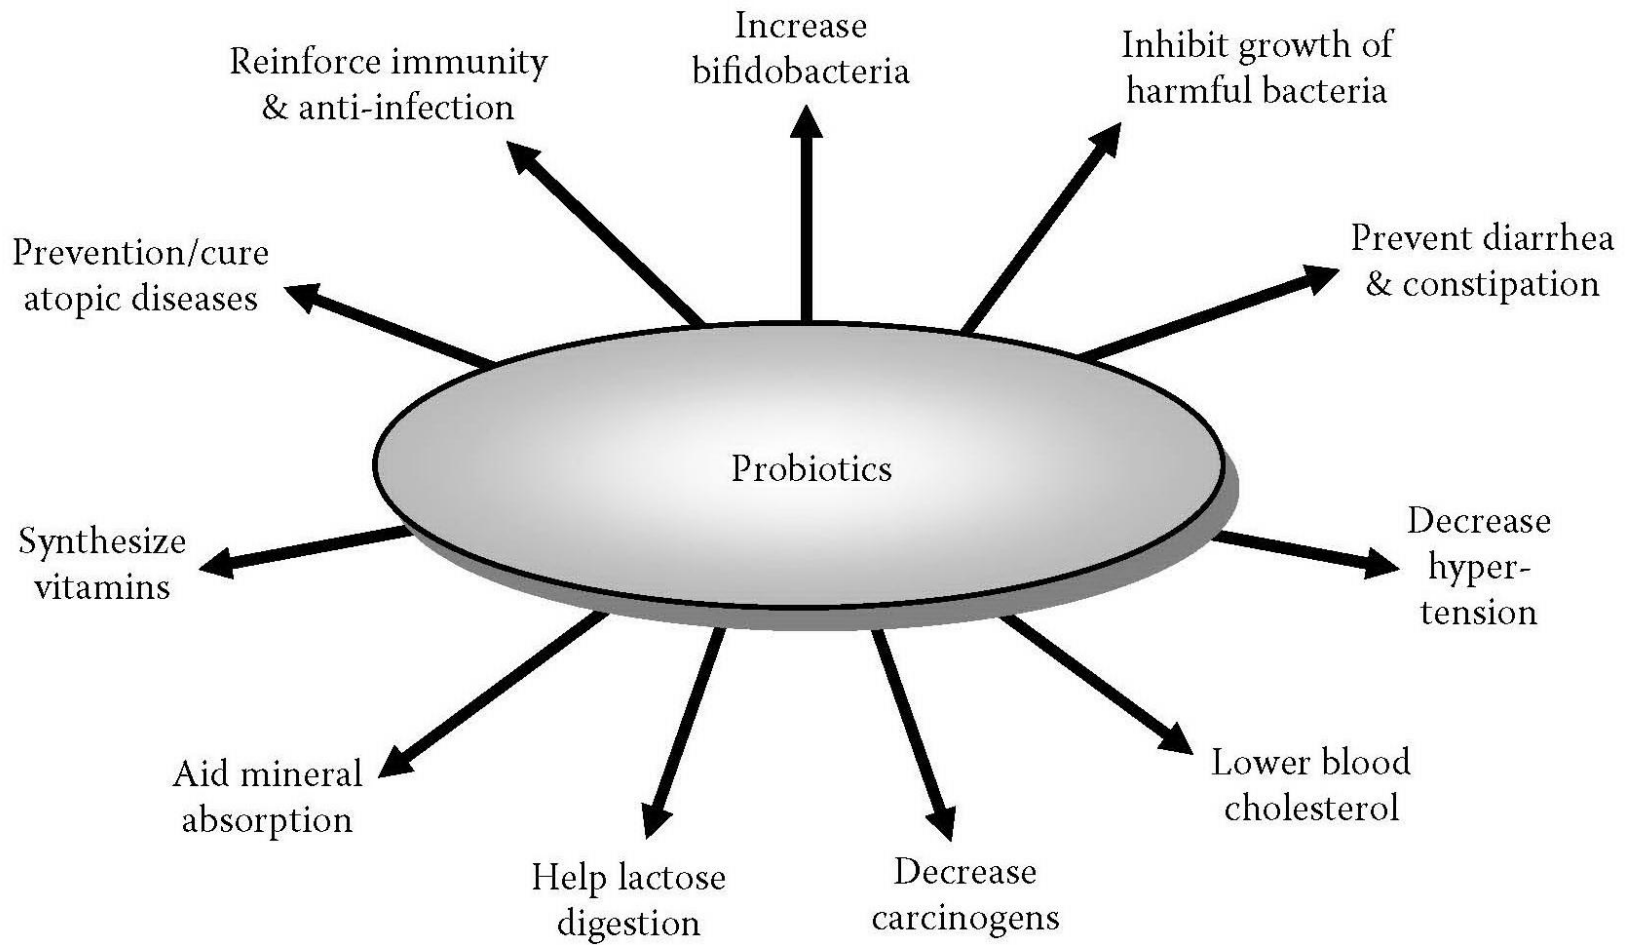 Increase
bifidobacteria
Inhibit growth of
harmful bacteria
Reinforce immunity
& anti-infection
Prevent diarrhea
& constipation
Prevention/cure
atopic diseases
Probiotics
Decrease
hyper-
tension
Synthesize
vitamins
Lower blood
cholesterol
Aid mineral
absorption
Help lactose
digestion
Decrease
carcinogens